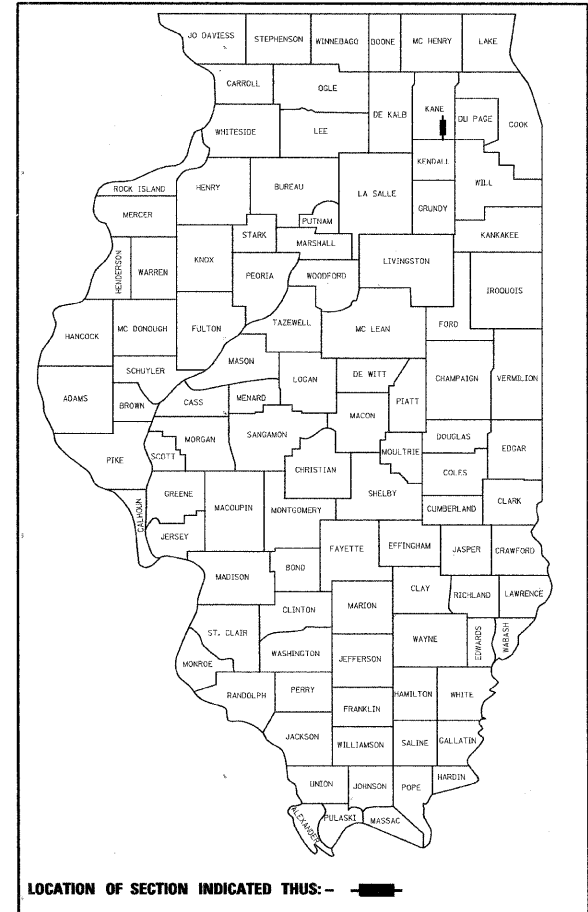 JO DAVIESS STEPHENSON WINNEBAGO BOONE MC HENRY LAKE
CARROLL OGLE
DE KALB KANE DU PAGE COOK
WHITESIDE LEE
KENDALL WILL
ROCK ISLAND HENRY BUREAU LA SALLE
GRUNDY
MERCER PUTNAM
STARK MARSHALL KANKAKEE
HENDERSON WARREN KNOX LIVINGSTON
PEORIA WOODFORD IROQUOIS
HANCOCK MC DONOUGH FULTON TAZEWELL MC LEAN FORD
MASON
SCHUYLER LOGAN DE WITT CHAMPAIGN VERMILION
ADAMS BROWN CASS MENARD PIATT
MACON
MORGAN SANGAMON DOUGLAS
PIKE SCOTT MOULTRIE EDGAR
CHRISTIAN COLES
GREENE SHELBY
CALHOUN MACOUPIN MONTGOMERY CUMBERLAND CLARK
JERSEY
FAYETTE EFFINGHAM JASPER CRAWFORD
MADISON BOND
CLAY RICHLAND LAWRENCE
CLINTON MARION
ST. CLAIR WAYNE EDWARDS WABASH
WASHINGTON JEFFERSON
MONROE
RANDOLPH PERRY HAMILTON WHITE
FRANKLIN
JACKSON WILLIAMSON SALINE GALLATIN
UNION JOHNSON POPE HARDIN
ALEXANDER PULASKI MASSAC
LOCATION OF SECTION INDICATED THUS: -